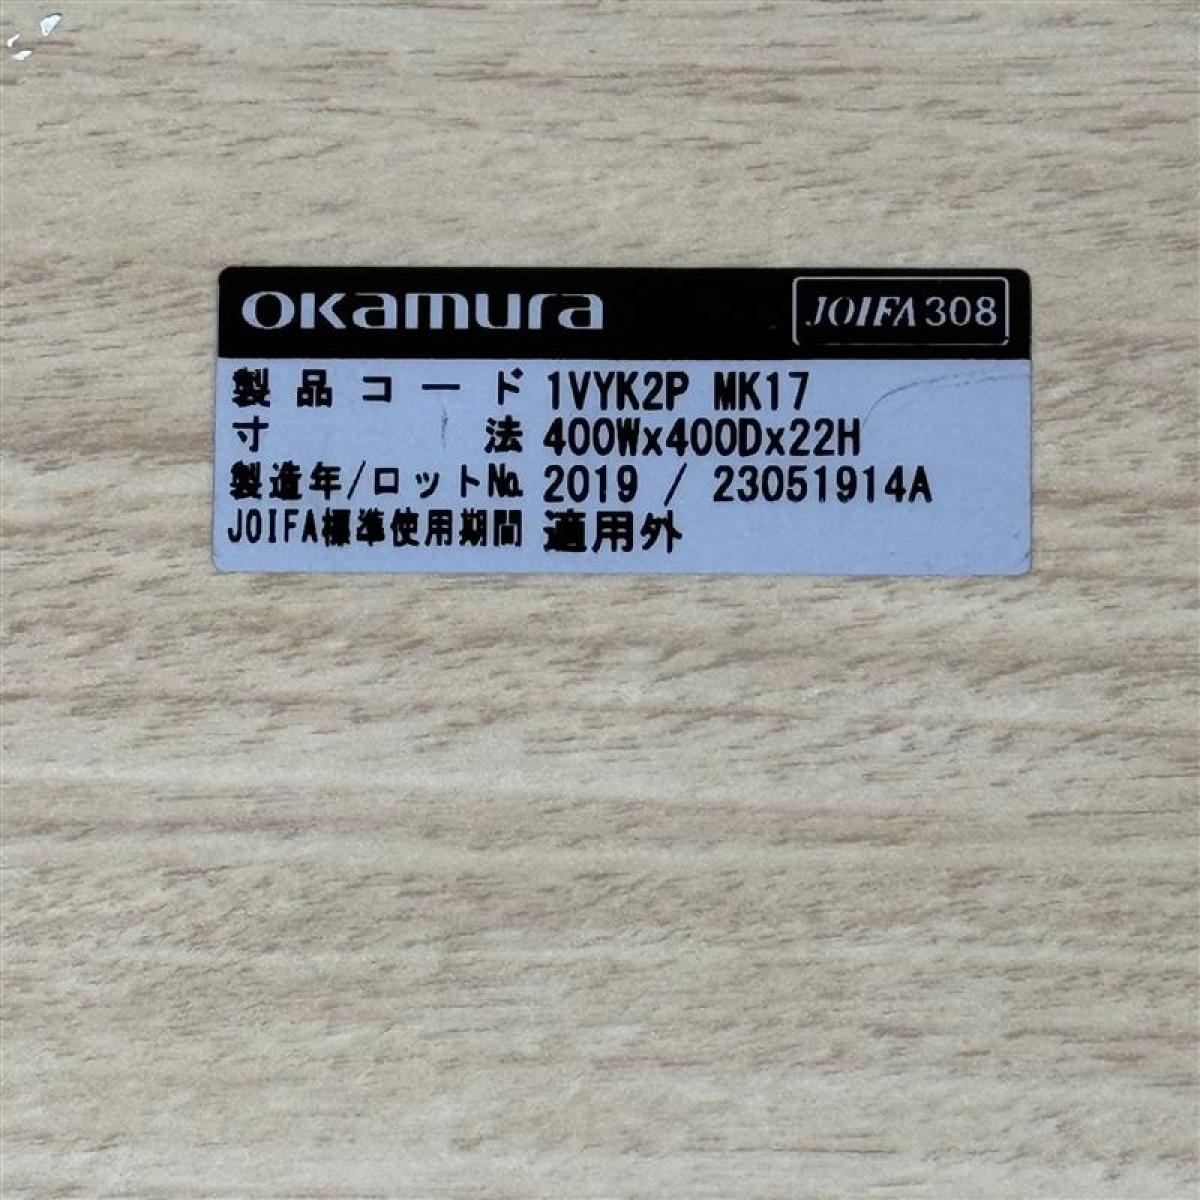 okamura JOIFA308
製品コード 1VYK2P MK17
寸法 400Wx400Dx22H
製造年/ロットNo. 2019 / 23051914A
JOIFA標準使用期間 適用外